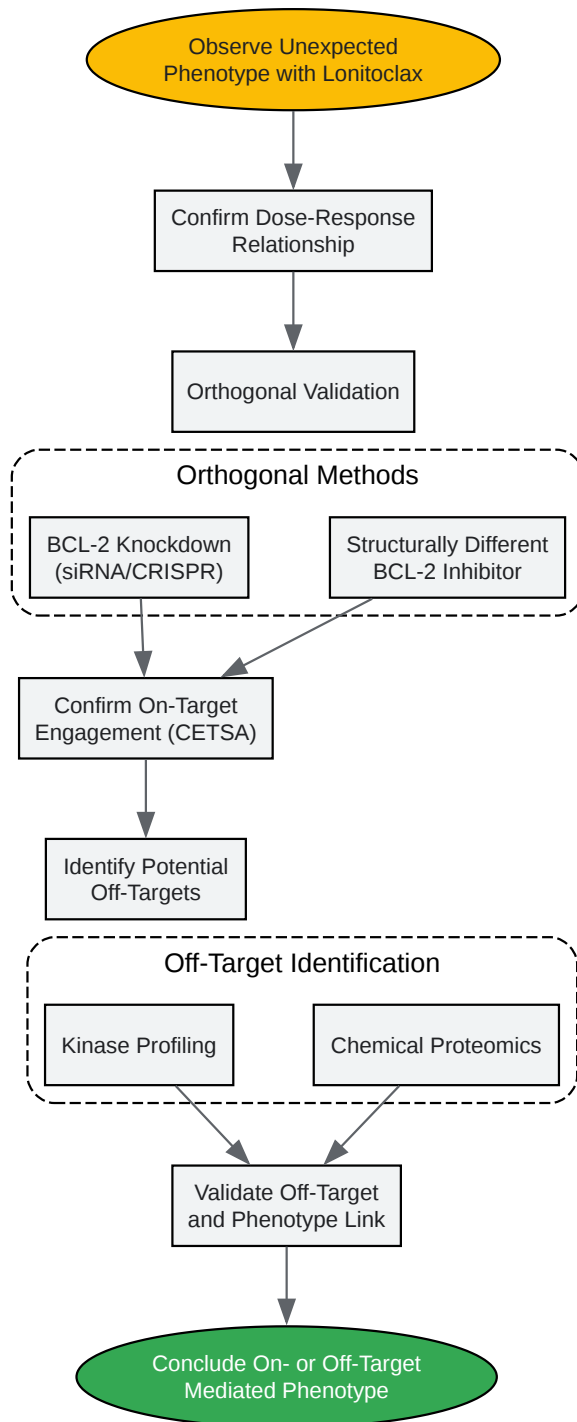 Observe Unexpected
Phenotype with Lonitoclax
Confirm Dose-Response
Relationship
Orthogonal Validation
Orthogonal Methods
BCL-2 Knockdown
(siRNA/CRISPR)
Structurally Different
BCL-2 Inhibitor
Confirm On-Target
Engagement (CETSA)
Identify Potential
Off-Targets
Off-Target Identification
Kinase Profiling
Chemical Proteomics
Validate Off-Target
and Phenotype Link
Conclude On- or Off-Target
Mediated Phenotype